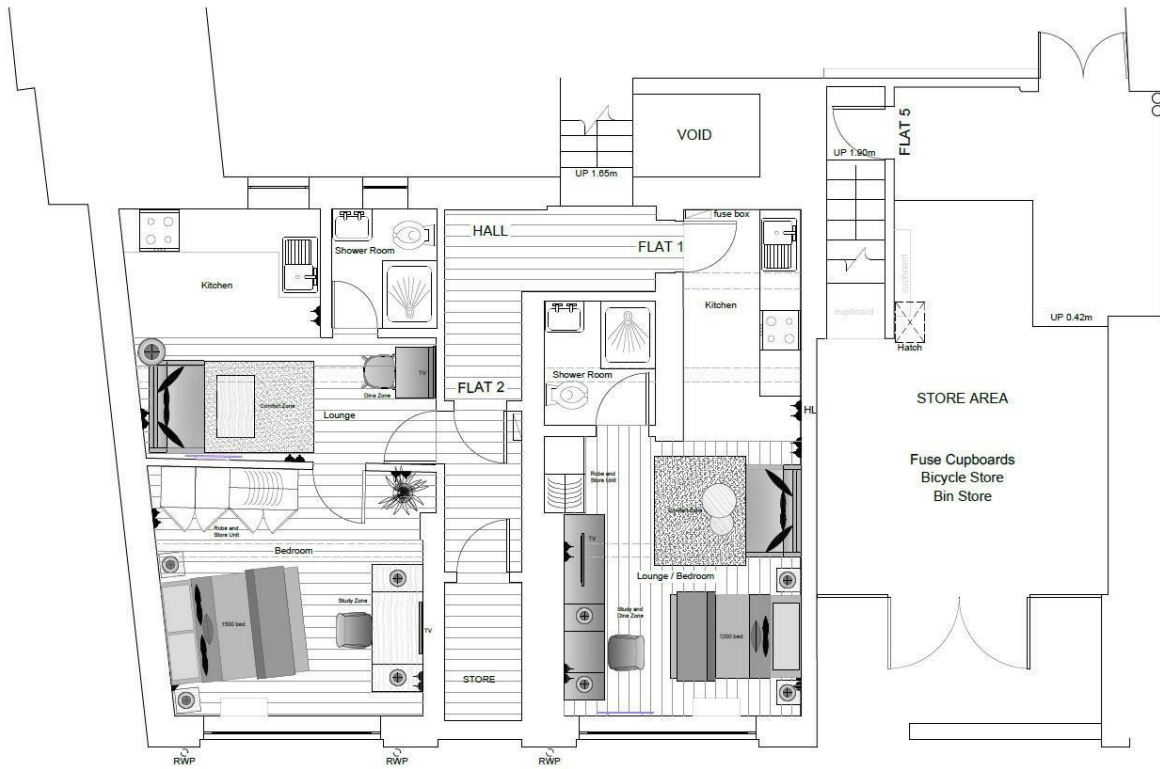 VOID
UP 1.65m
UP 1.90m
FLAT 5
fuse box
HALL
FLAT 1
Shower Room
Kitchen
Kitchen
cupboard
cupboard
UP 0.42m
Hatch
TV
Dine Zone
Comfort Zone
Lounge
FLAT 2
Shower Room
HL
STORE AREA
Fuse Cupboards
Bicycle Store
Bin Store
Robe and
Store Unit
Comfort Zone
Robe and
Store Unit
Bedroom
TV
Lounge / Bedroom
Study Zone
1500 bed
TV
Study and
Dine Zone
1200 bed
STORE
RWP
RWP
RWP